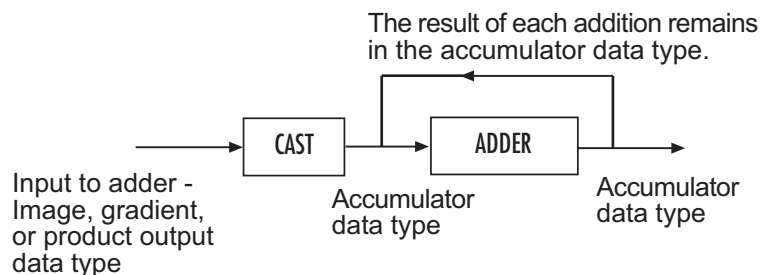 The result of each addition remains
in the accumulator data type.
CAST
ADDER
Input to adder -
Image, gradient,
or product output
data type
Accumulator
data type
Accumulator
data type